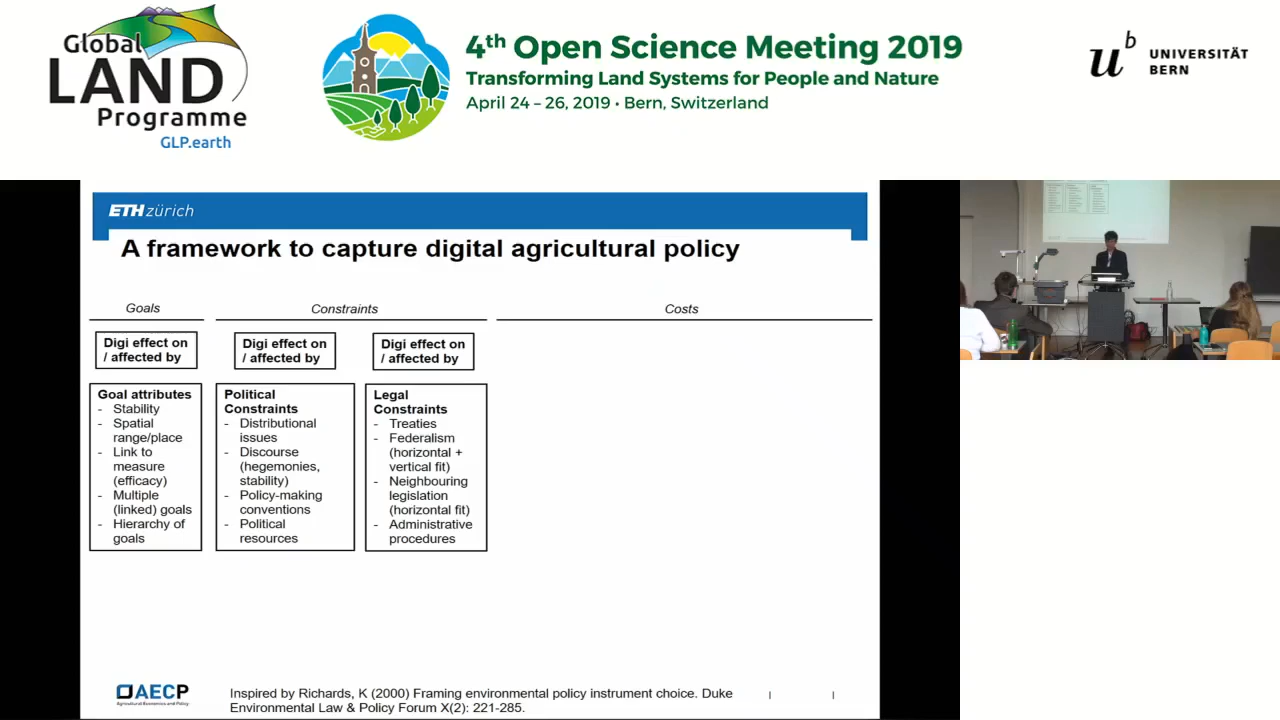 Global
LAND
Programme
GLP.earth
4th Open Science Meeting 2019
Transforming Land Systems for People and Nature
April 24 – 26, 2019 • Bern, Switzerland
u b
UNIVERSITÄT
BERN
ETH zürich
A framework to capture digital agricultural policy
Goals
Constraints
Costs
Digi effect on
/ affected by
Digi effect on
/ affected by
Digi effect on
/ affected by
Goal attributes
- Stability
- Spatial
range/place
- Link to
measure
(efficacy)
- Multiple
(linked) goals
- Hierarchy of
goals
Political
Constraints
- Distributional
issues
- Discourse
(hegemonies,
stability)
- Policy-making
conventions
- Political
resources
Legal
Constraints
- Treaties
- Federalism
(horizontal +
vertical fit)
- Neighbouring
legislation
(horizontal fit)
- Administrative
procedures
AECP
Agricultural Economics and Policy
Inspired by Richards, K (2000) Framing environmental policy instrument choice. Duke
Environmental Law & Policy Forum X(2): 221-285.